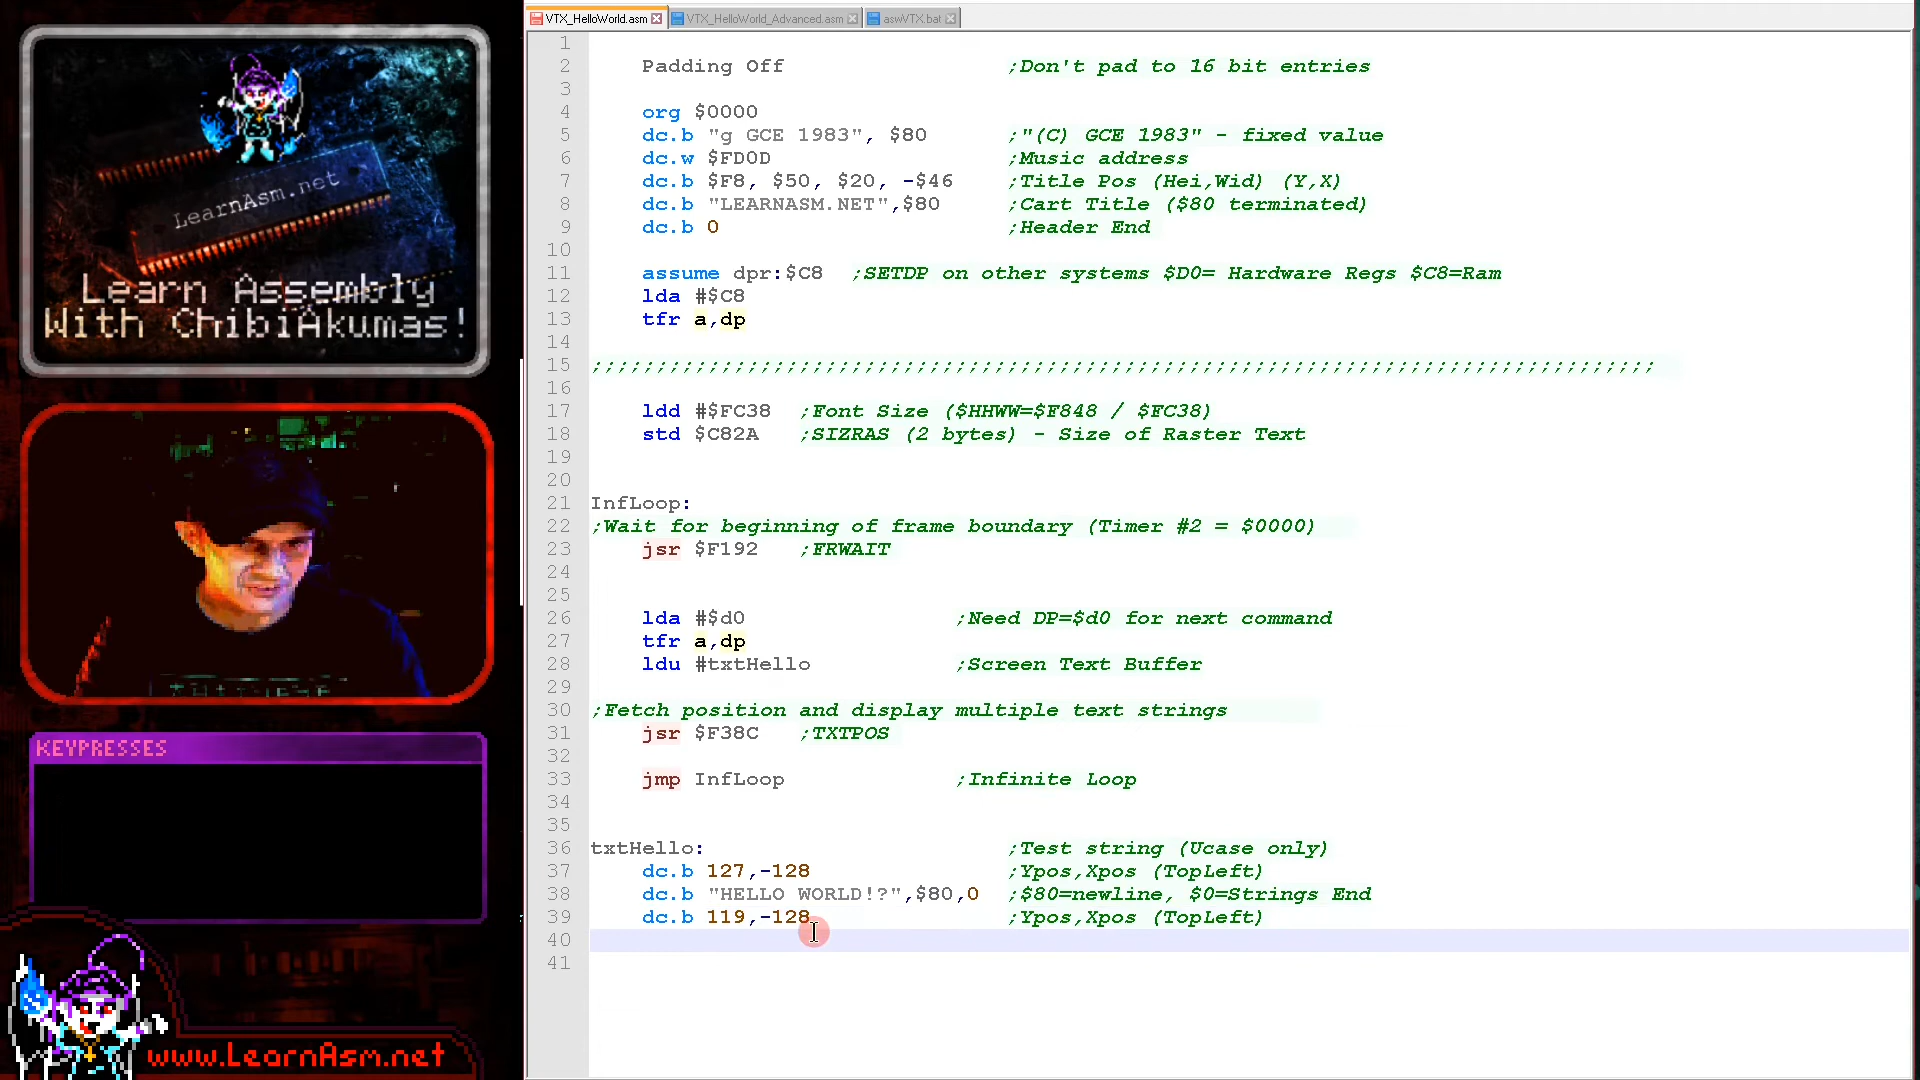 LearnAsm.net
Learn Assembly
With ChibiAkumas!
KEYPRESSES
www.LearnAsm.net
VTX_HelloWorld.asm
VTX_HelloWorld_Advanced.asm
aswVTX.bat
1
2 Padding Off ;Don't pad to 16 bit entries
3
4 org $0000
5 dc.b "g GCE 1983", $80 ;"(C) GCE 1983" - fixed value
6 dc.w $FD0D ;Music address
7 dc.b $F8, $50, $20, -$46 ;Title Pos (Hei,Wid) (Y,X)
8 dc.b "LEARNASM.NET",$80 ;Cart Title ($80 terminated)
9 dc.b 0 ;Header End
10
11 assume dpr:$C8 ;SETDP on other systems $D0= Hardware Regs $C8=Ram
12 lda #$C8
13 tfr a,dp
14
15 ;;;;;;;;;;;;;;;;;;;;;;;;;;;;;;;;;;;;;;;;;;;;;;;;;;;;;;;;;;;;;;;;;;;;;;;;;;;;;;;;;;
16
17 ldd #$FC38 ;Font Size ($HHWW=$F848 / $FC38)
18 std $C82A ;SIZRAS (2 bytes) - Size of Raster Text
19
20
21 InfLoop:
22 ;Wait for beginning of frame boundary (Timer #2 = $0000)
23 jsr $F192 ;FRWAIT
24
25
26 lda #$d0 ;Need DP=$d0 for next command
27 tfr a,dp
28 ldu #txtHello ;Screen Text Buffer
29
30 ;Fetch position and display multiple text strings
31 jsr $F38C ;TXTPOS
32
33 jmp InfLoop ;Infinite Loop
34
35
36 txtHello: ;Test string (Ucase only)
37 dc.b 127,-128 ;Ypos,Xpos (TopLeft)
38 dc.b "HELLO WORLD!?",$80,0 ;$80=newline, $0=Strings End
39 dc.b 119,-128 ;Ypos,Xpos (TopLeft)
40
41